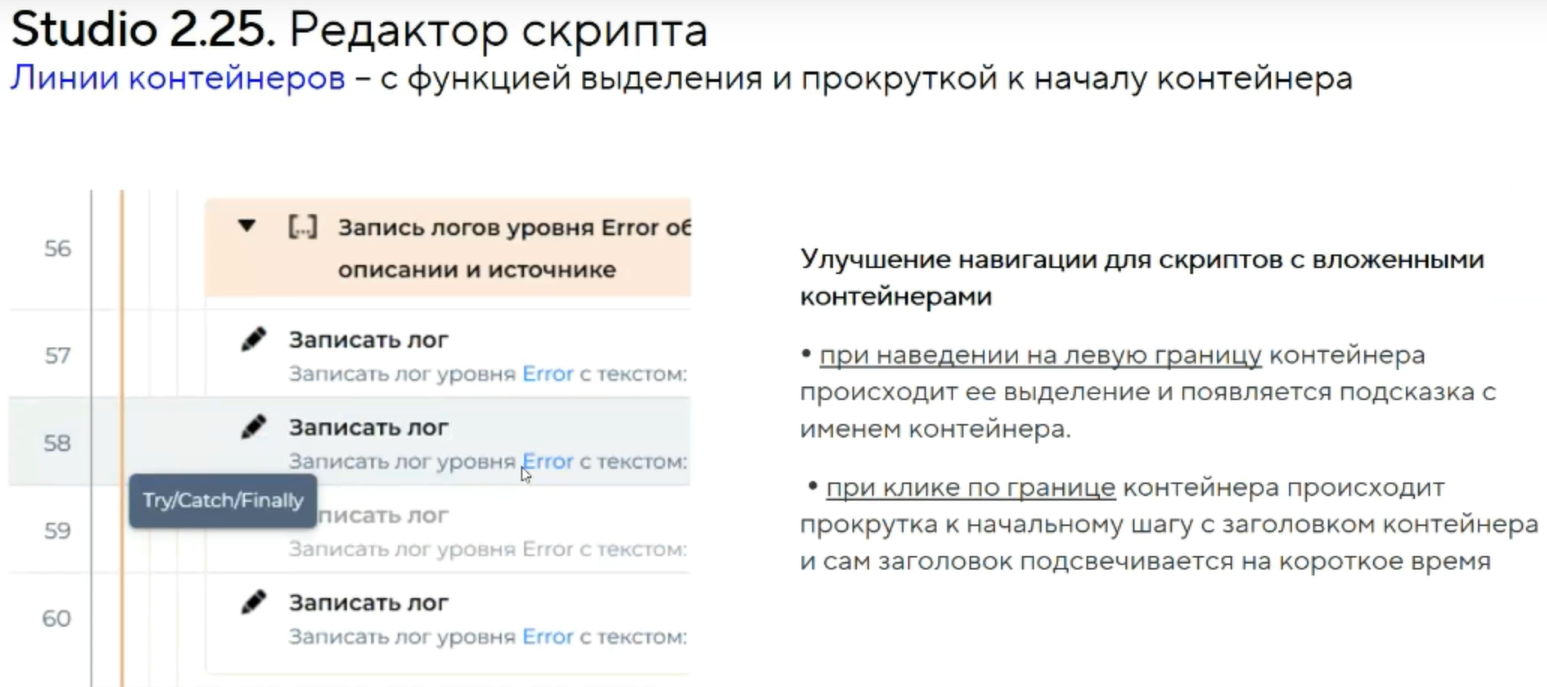 Studio 2.25. Редактор скрипта
Линии контейнеров – с функцией выделения и прокруткой к началу контейнера
56
[...] Запись логов уровня Error об
описании и источнике
57
Записать лог
Записать лог уровня Error с текстом:
58
Записать лог
Записать лог уровня Error с текстом:
Try/Catch/Finally
59
писать лог
Записать лог уровня Error с текстом:
60
Записать лог
Записать лог уровня Error с текстом:
Улучшение навигации для скриптов с вложенными
контейнерами
• при наведении на левую границу контейнера
происходит ее выделение и появляется подсказка с
именем контейнера.
• при клике по границе контейнера происходит
прокрутка к начальному шагу с заголовком контейнера
и сам заголовок подсвечивается на короткое время